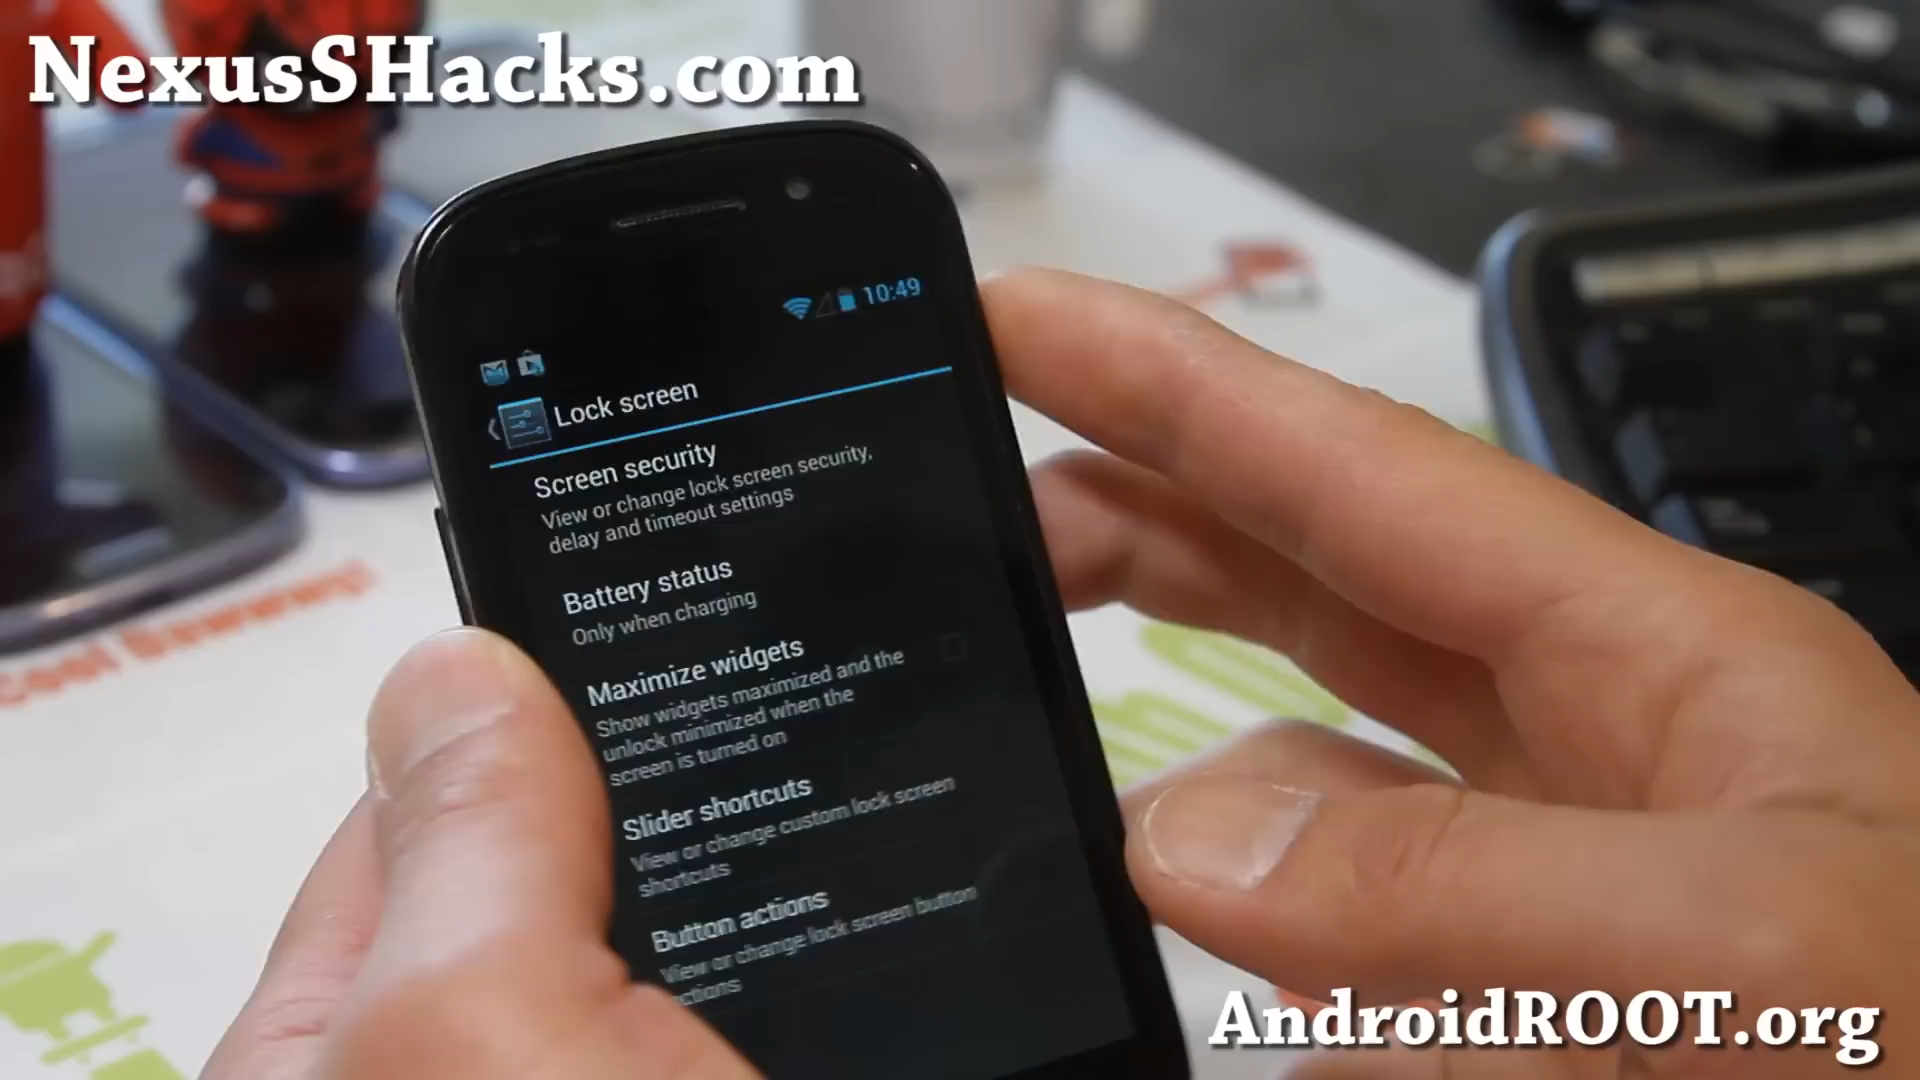 NexusSHacks.com
10:49
Lock screen
Screen security
View or change lock screen security,
delay and timeout settings
Battery status
Only when charging
Maximize widgets
Show widgets maximized and the
unlock minimized when the
screen is turned on
Slider shortcuts
View or change custom lock screen
shortcuts
Button actions
View or change lock screen button
actions
Cool
AndroidROOT.org